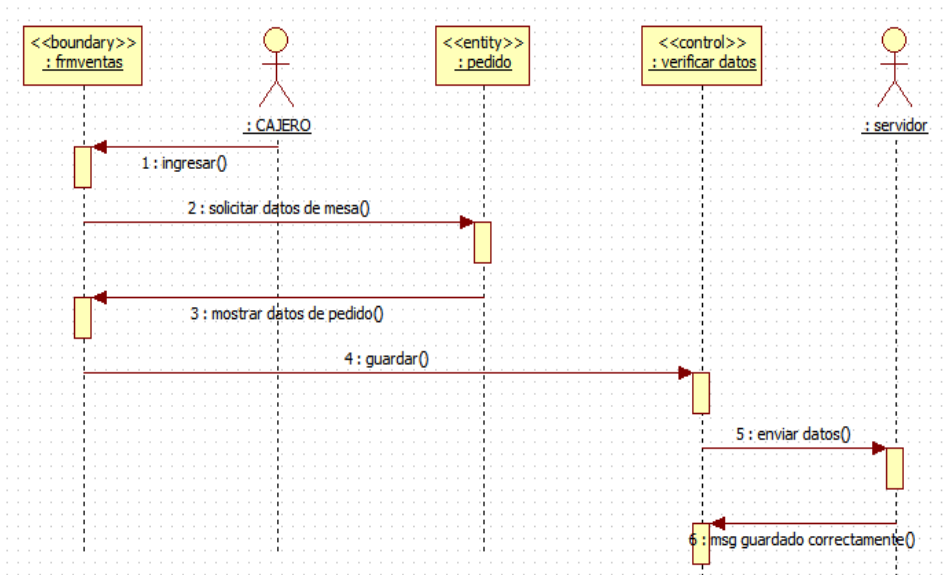 <<boundary>>
: frmventas
: CAJERO
<<entity>>
: pedido
<<control>>
: verificar datos
: servidor
1 : ingresar()
2 : solicitar datos de mesa()
3 : mostrar datos de pedido()
4 : guardar()
5 : enviar datos()
6 : msg guardado correctamente()